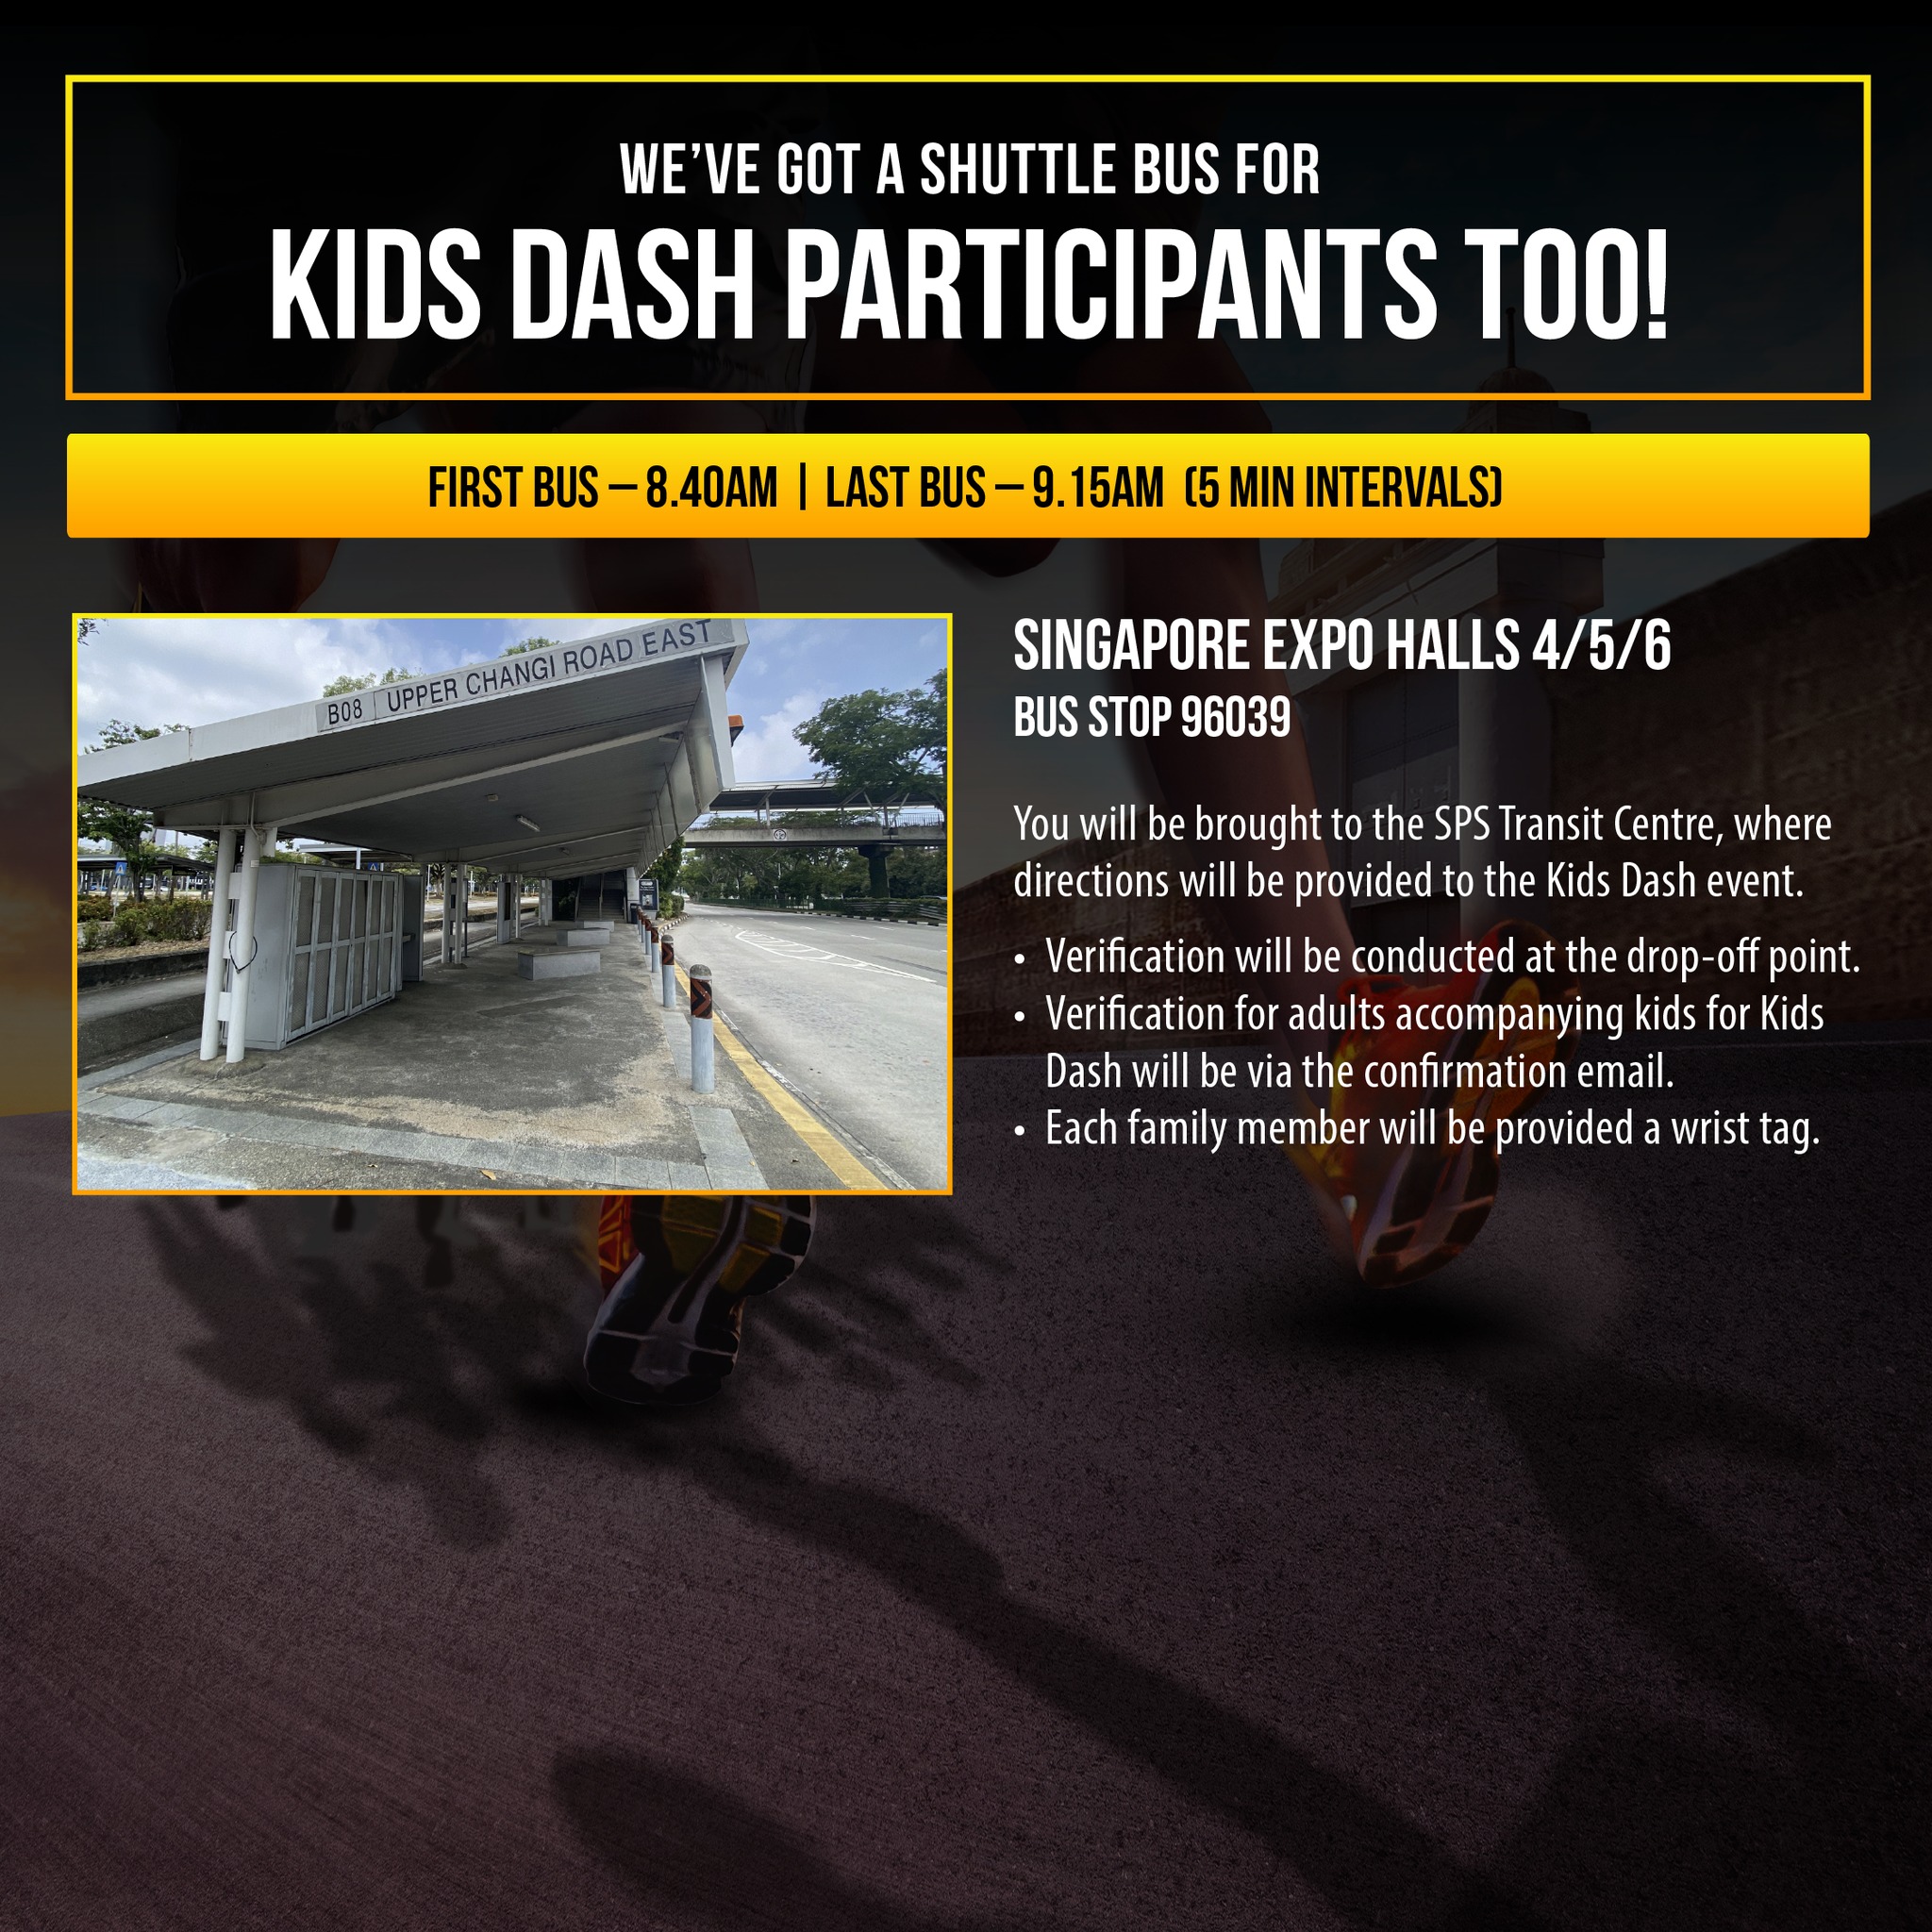 WE’VE GOT A SHUTTLE BUS FOR
KIDS DASH PARTICIPANTS TOO!
FIRST BUS – 8.40AM | LAST BUS – 9.15AM (5 MIN INTERVALS)
B08 | UPPER CHANGI ROAD EAST
SINGAPORE EXPO HALLS 4/5/6
BUS STOP 96039
You will be brought to the SPS Transit Centre, where
directions will be provided to the Kids Dash event.
• Verification will be conducted at the drop-off point.
• Verification for adults accompanying kids for Kids
Dash will be via the confirmation email.
• Each family member will be provided a wrist tag.